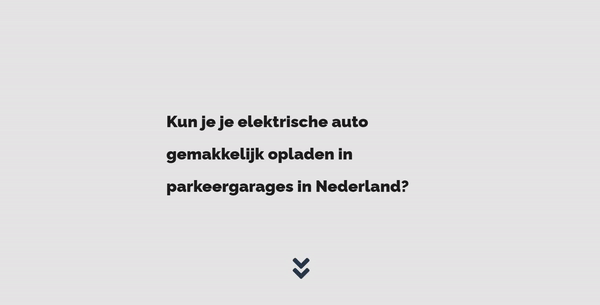 Kun je je elektrische auto
gemakkelijk opladen in
parkeergarages in Nederland?